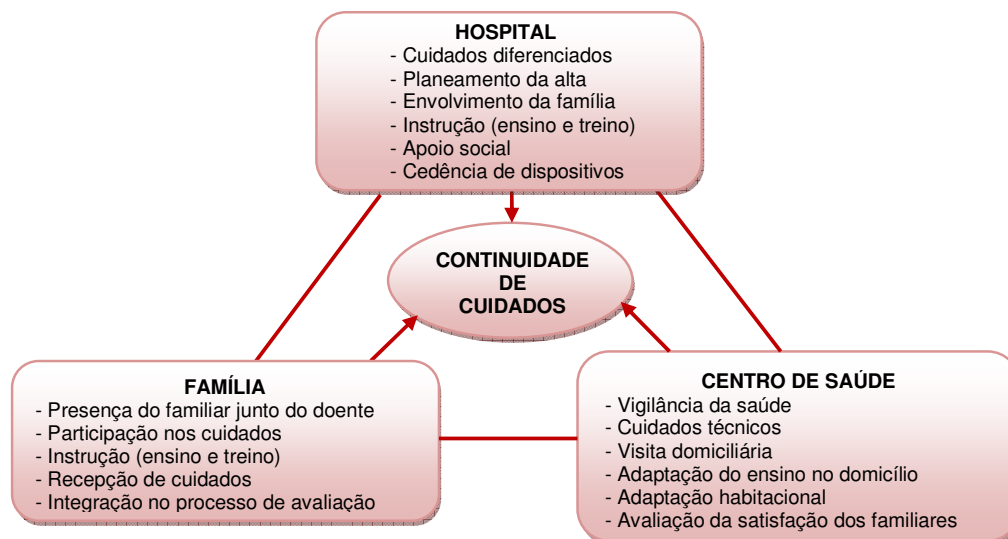 HOSPITAL
- Cuidados diferenciados
- Planeamento da alta
- Envolvimento da família
- Instrução (ensino e treino)
- Apoio social
- Cedência de dispositivos
CONTINUIDADE
DE
CUIDADOS
FAMÍLIA
- Presença do familiar junto do doente
- Participação nos cuidados
- Instrução (ensino e treino)
- Recepção de cuidados
- Integração no processo de avaliação
CENTRO DE SAÚDE
- Vigilância da saúde
- Cuidados técnicos
- Visita domiciliária
- Adaptação do ensino no domicílio
- Adaptação habitacional
- Avaliação da satisfação dos familiares